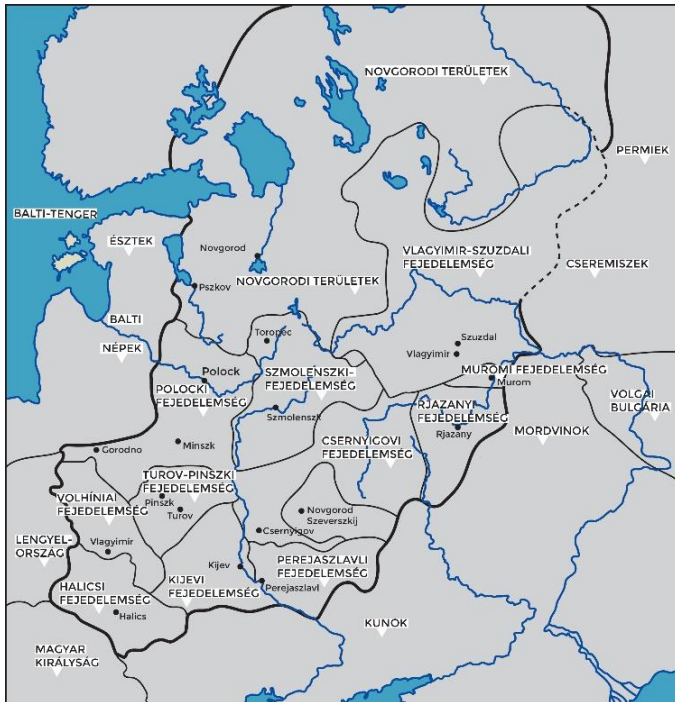 NOVGORODI TERÜLETEK
PERMIEK
BALTI-TENGER
ÉSZTEK
Novgorod
VLAGYIMIR-SZUZDALI
FEJEDELEMSÉG
CSEREMISZEK
NOVGORODI TERÜLETEK
Pszkov
BALTI
NÉPEK
Toropec
Szuzdal
Vlagyimir
Polock
POLOCKI
FEJEDELEMSÉG
SZMOLENSZKI-
FEJEDELEMSÉG
Szmolenszk
MUROMI FEJEDELEMSÉG
Murom
RJAZANYI
FEJEDELEMSÉG
Rjazany
VOLGAI
BULGÁRIA
MORDVINOK
CSERNYIGOVI
FEJEDELEMSÉG
Gorodno
Minszk
TUROV-PINSZKI
FEJEDELEMSÉG
Pinszk
Turov
VOLHÍNIAI
FEJEDELEMSÉG
Novgorod
Szeverszkij
Csernyigov
LENGYEL-
ORSZÁG
Vlagyimir
Kijev
KIJEVI
FEJEDELEMSÉG
PEREJASZLAVLI
FEJEDELEMSÉG
Perejaszlavl
HALICSI
FEJEDELEMSÉG
Halics
KUNOK
MAGYAR
KIRÁLYSÁG